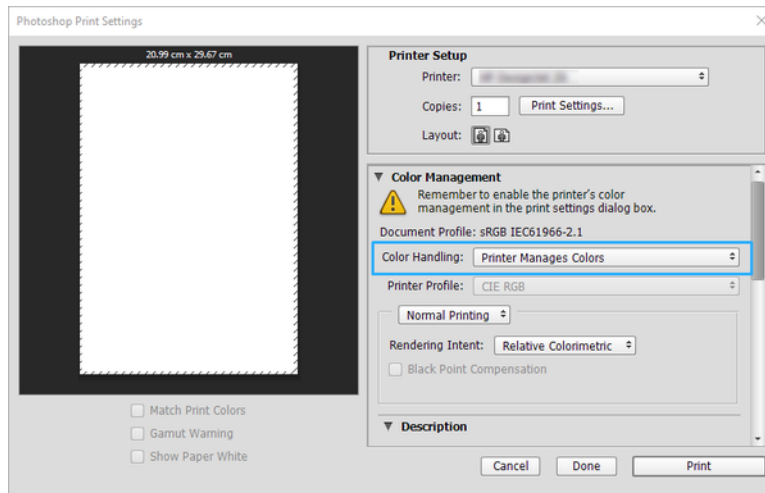 Photoshop Print Settings
20.99 cm x 29.67 cm
Match Print Colors
Gamut Warning
Show Paper White
Printer Setup
Printer:
Copies: 1 Print Settings...
Layout:
Color Management
Remember to enable the printer's color
management in the print settings dialog box.
Document Profile: sRGB IEC61966-2.1
Color Handling: Printer Manages Colors
Printer Profile: CIE RGB
Normal Printing
Rendering Intent: Relative Colorimetric
Black Point Compensation
Description
Cancel Done Print